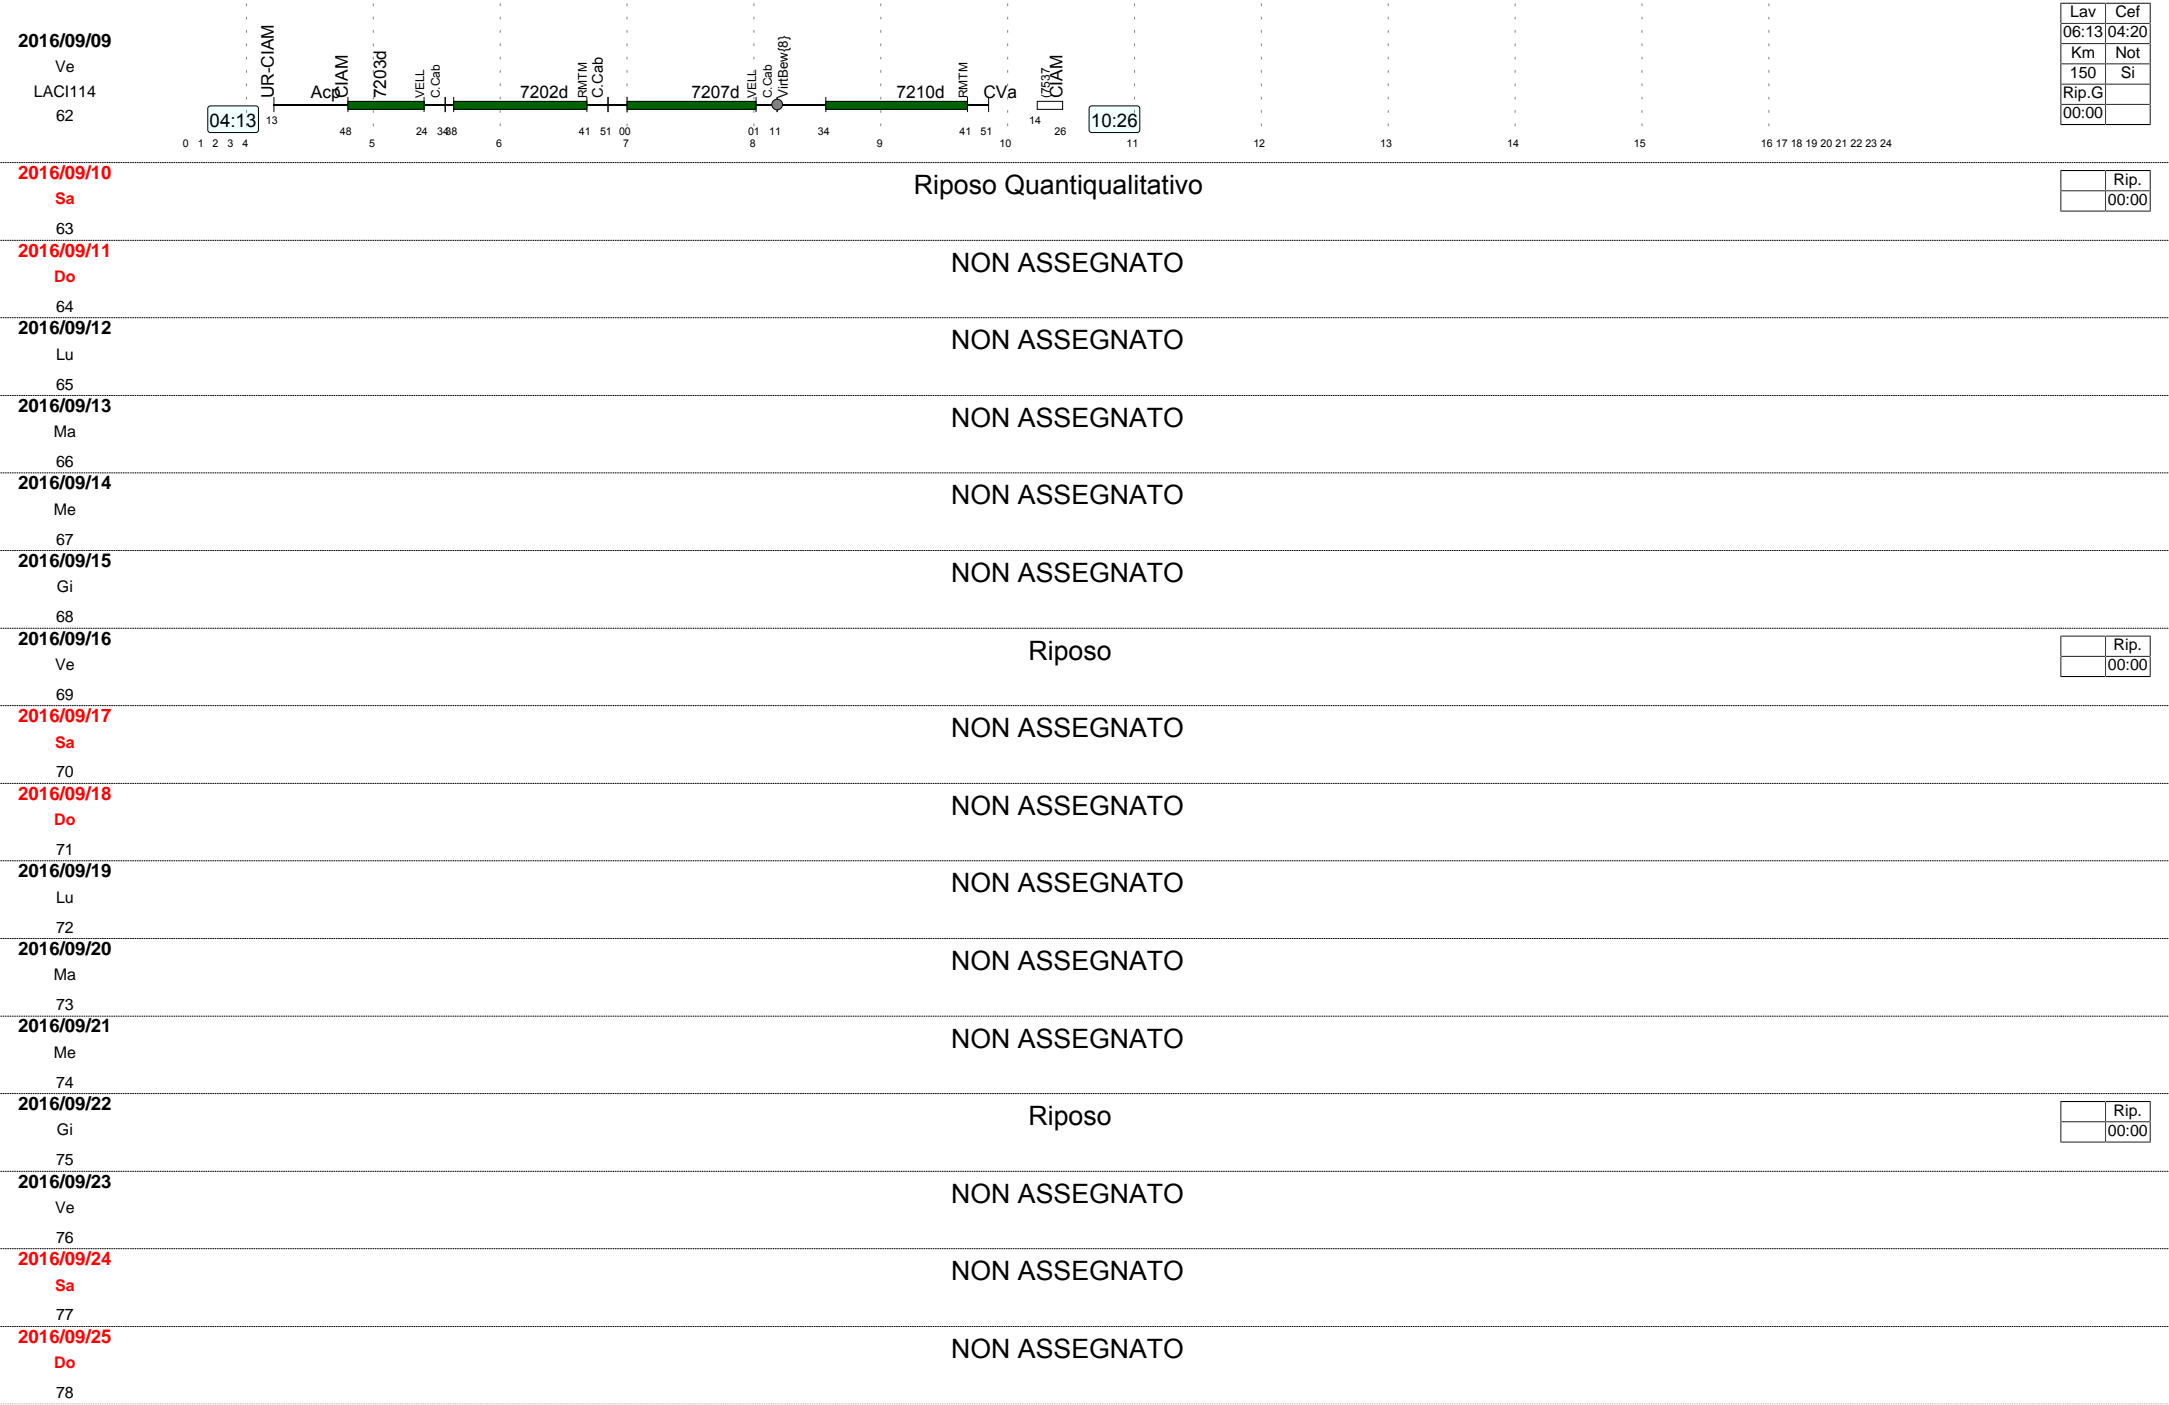 2016/09/09
Ve
LACI114
62
04:13
UR-CIAM
Acp
CIAM
7203d
VELL
C.Cab
7202d
RMTM
C.Cab
7207d
VELL
C.Cab
VirtBew{8}
7210d
RMTM
CVa
(7537
CIAM
10:26
13 48 24 34 38 41 51 00 01 11 34 41 51 14 26
0 1 2 3 4 5 6 7 8 9 10 11 12 13 14 15 16 17 18 19 20 21 22 23 24
Lav Cef
06:13 04:20
Km Not
150 Si
Rip.G
00:00
2016/09/10
Sa
63
Riposo Quantiqualitativo
Rip.
00:00
2016/09/11
Do
64
NON ASSEGNATO
2016/09/12
Lu
65
NON ASSEGNATO
2016/09/13
Ma
66
NON ASSEGNATO
2016/09/14
Me
67
NON ASSEGNATO
2016/09/15
Gi
68
NON ASSEGNATO
2016/09/16
Ve
69
Riposo
Rip.
00:00
2016/09/17
Sa
70
NON ASSEGNATO
2016/09/18
Do
71
NON ASSEGNATO
2016/09/19
Lu
72
NON ASSEGNATO
2016/09/20
Ma
73
NON ASSEGNATO
2016/09/21
Me
74
NON ASSEGNATO
2016/09/22
Gi
75
Riposo
Rip.
00:00
2016/09/23
Ve
76
NON ASSEGNATO
2016/09/24
Sa
77
NON ASSEGNATO
2016/09/25
Do
78
NON ASSEGNATO